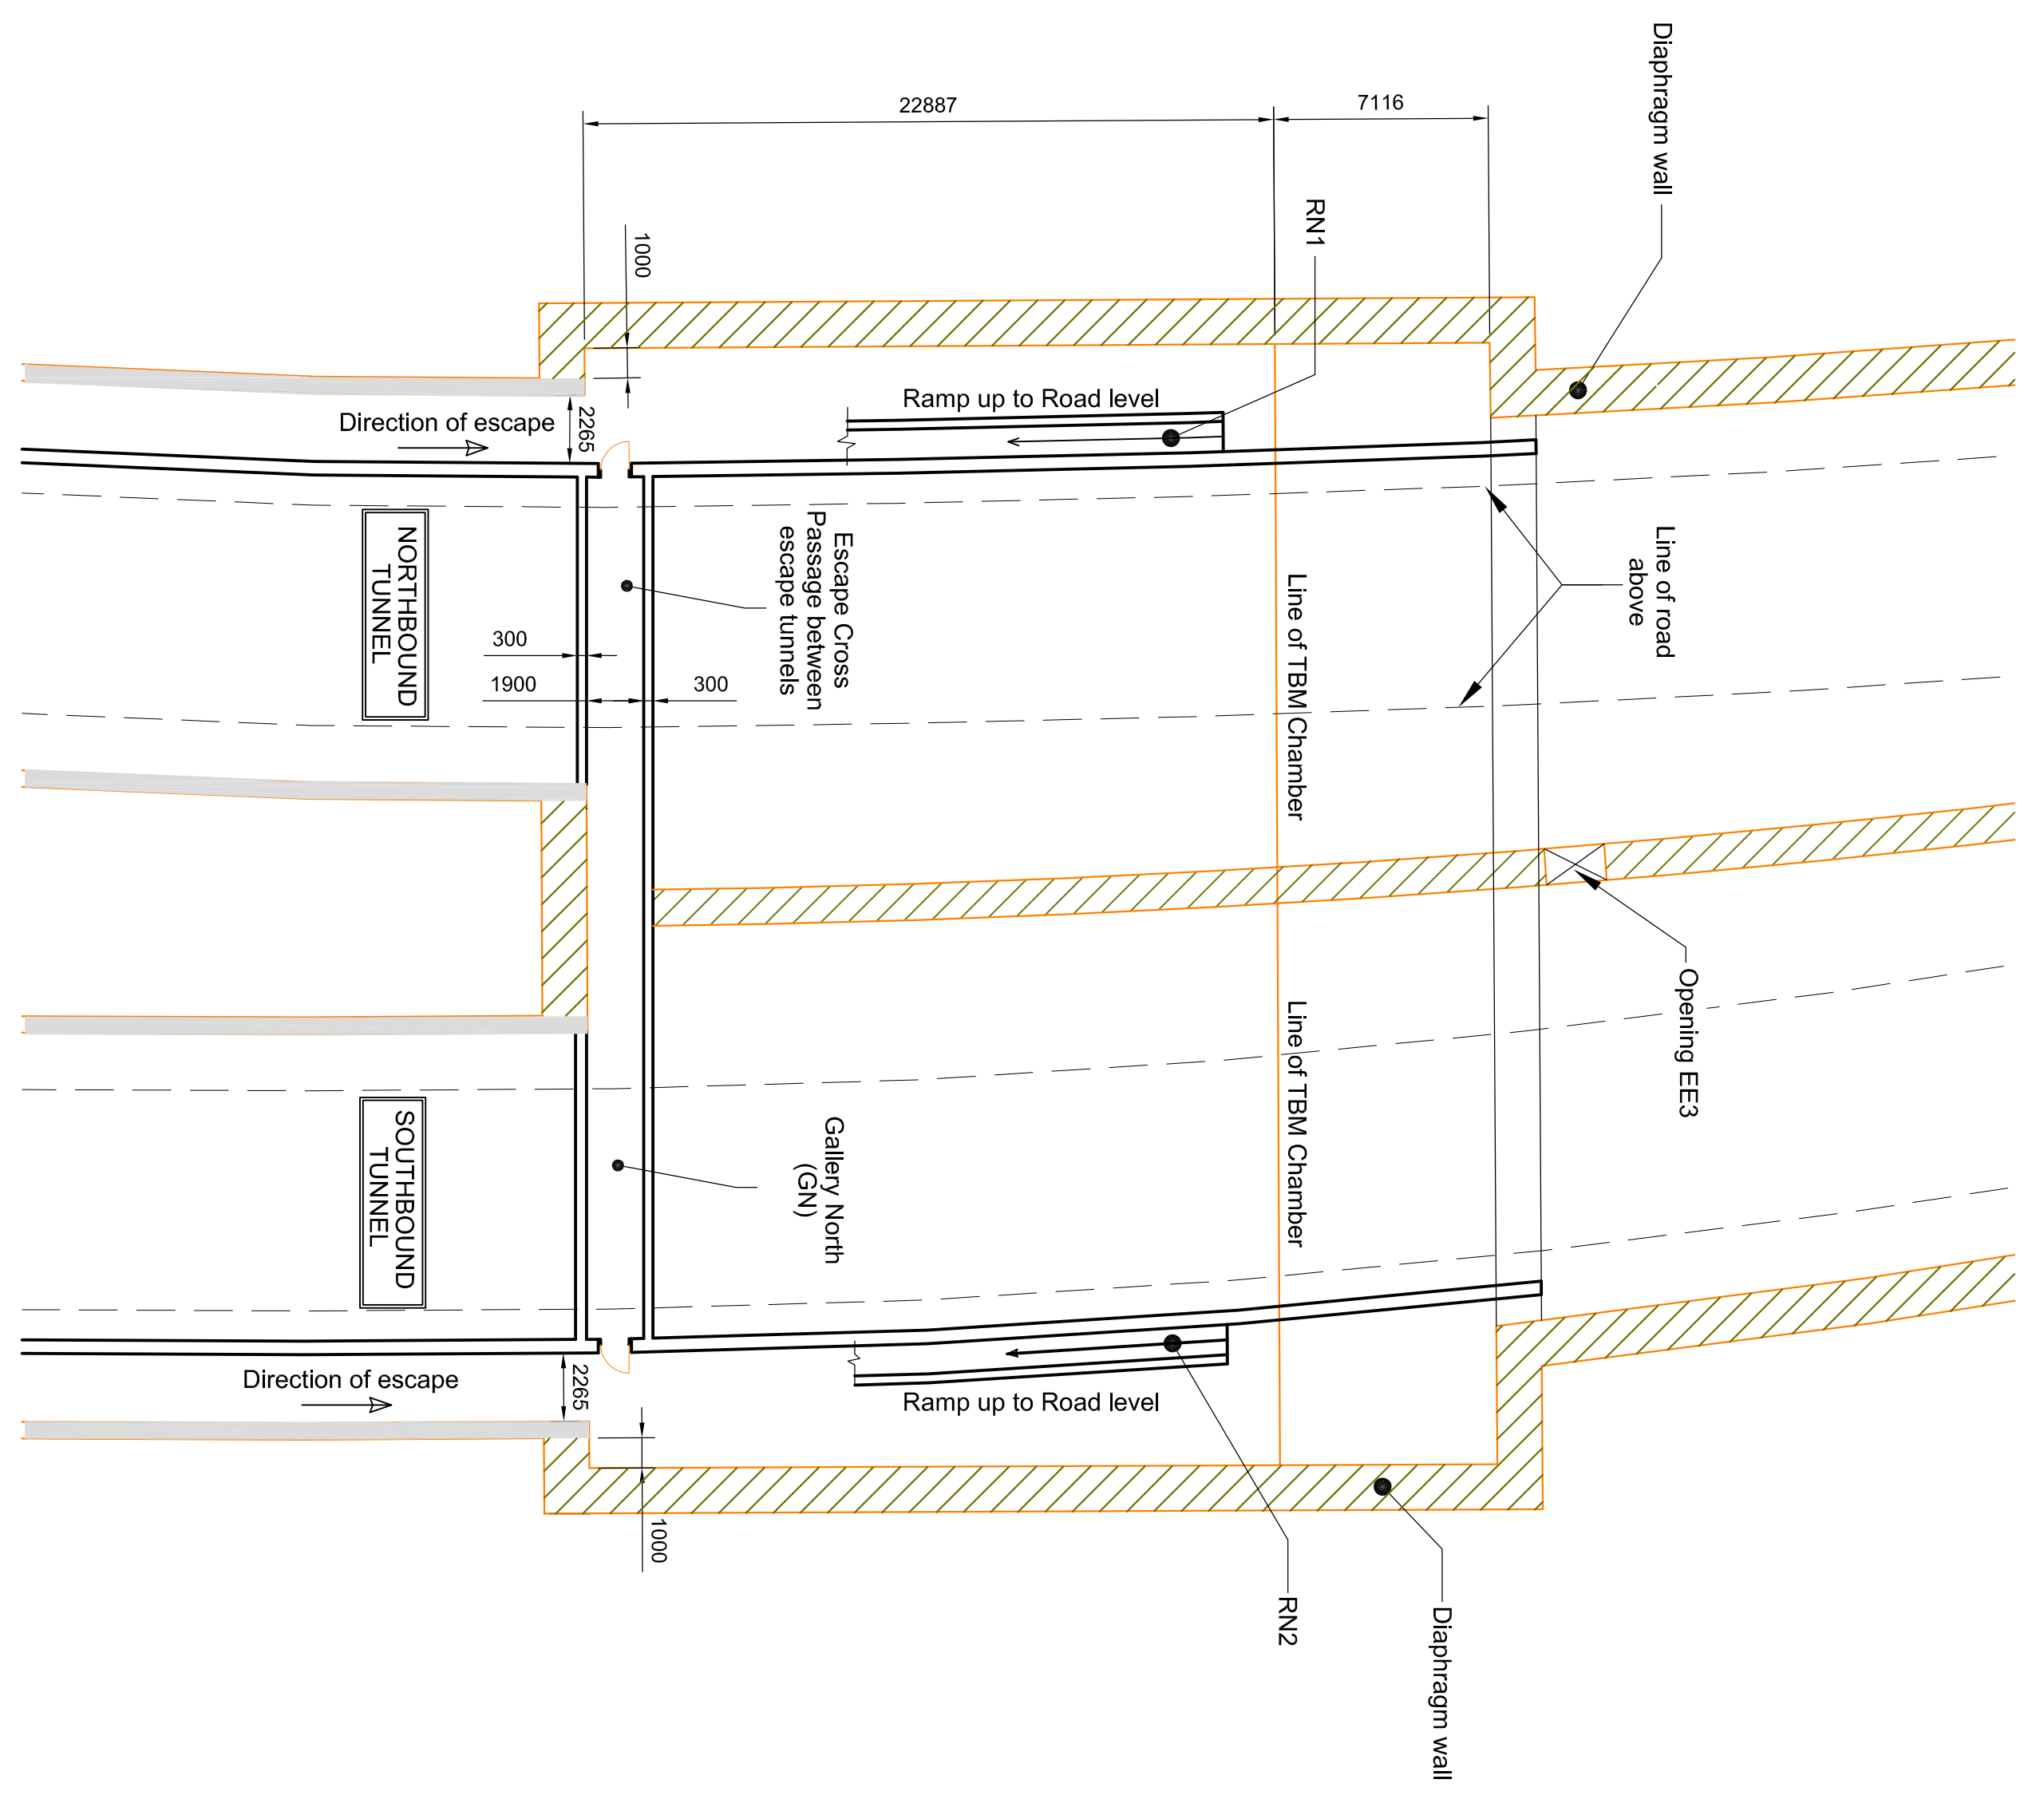 Diaphragm wall
22887
7116
RN1
1000
Ramp up to Road level
Direction of escape
2265
NORTHBOUND
TUNNEL
Escape Cross
Passage between
escape tunnels
Line of TBM Chamber
Line of road
above
300
1900
300
Opening EE3
Line of TBM Chamber
SOUTHBOUND
TUNNEL
Gallery North
(GN)
Direction of escape
2265
Ramp up to Road level
1000
RN2
Diaphragm wall